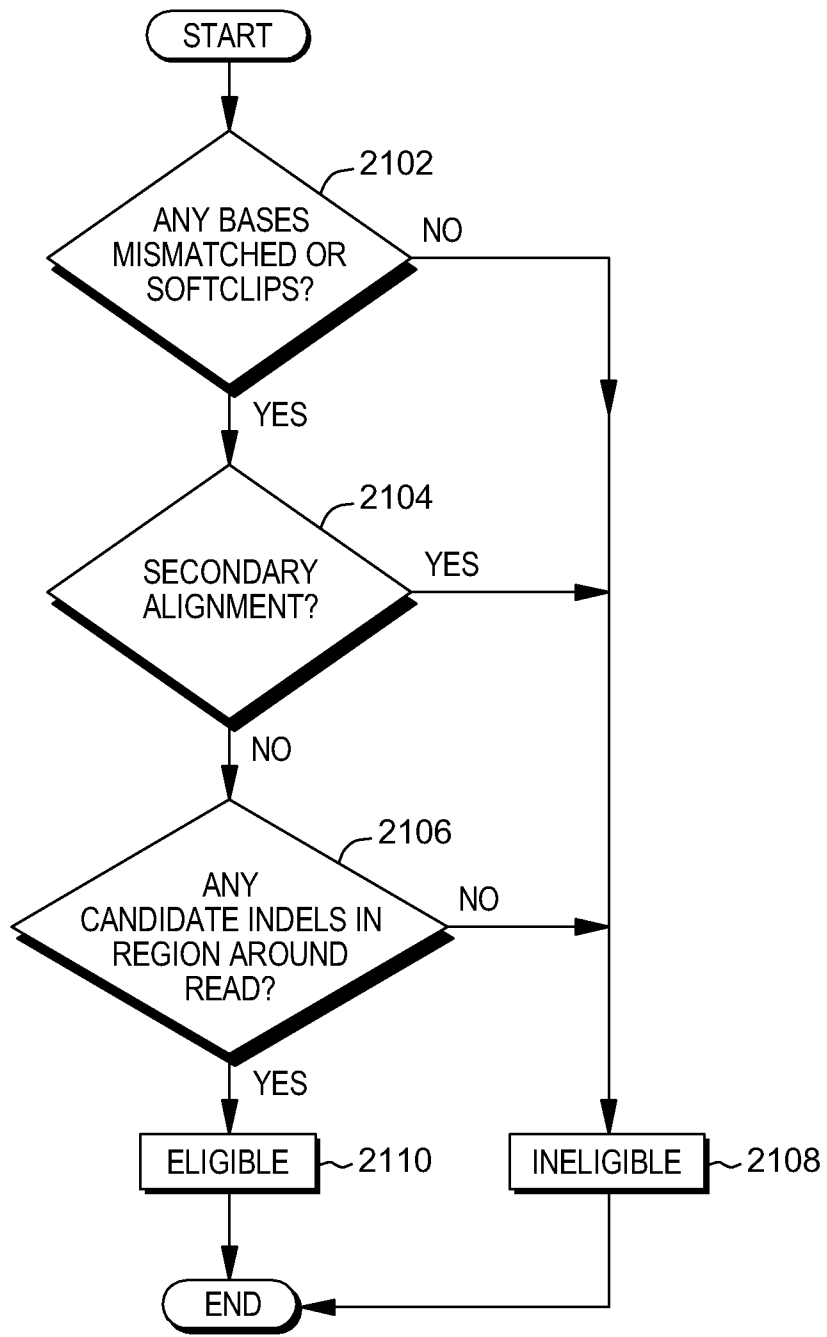 START
2102
ANY BASES
MISMATCHED OR
SOFTCLIPS?
NO
YES
2104
SECONDARY
ALIGNMENT?
YES
NO
2106
ANY
CANDIDATE INDELS IN
REGION AROUND
READ?
NO
YES
ELIGIBLE
2110
INELIGIBLE
2108
END